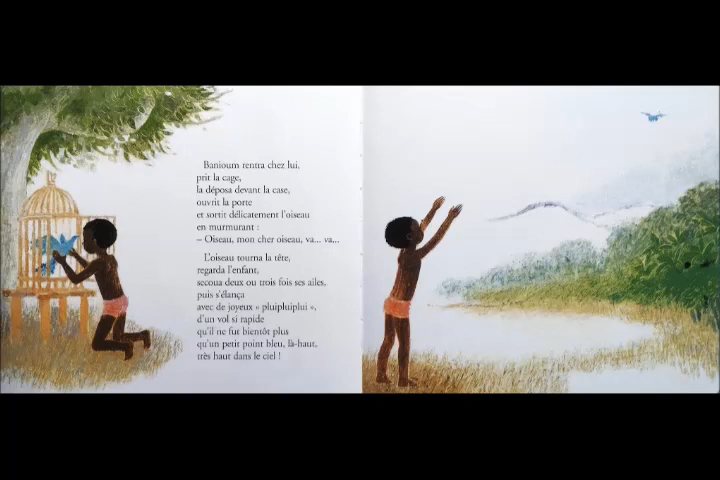 Banioum rentra chez lui,
prit la cage,
la déposa devant la case,
ouvrit la porte
et sortit délicatement l'oiseau
en murmurant :
– Oiseau, mon cher oiseau, va... va...
L'oiseau tourna la tête,
regarda l'enfant,
secoua deux ou trois fois ses ailes,
puis s'élança
avec de joyeux « pluipluiplui »,
d'un vol si rapide
qu'il ne fut bientôt plus
qu'un petit point bleu, là-haut,
très haut dans le ciel !